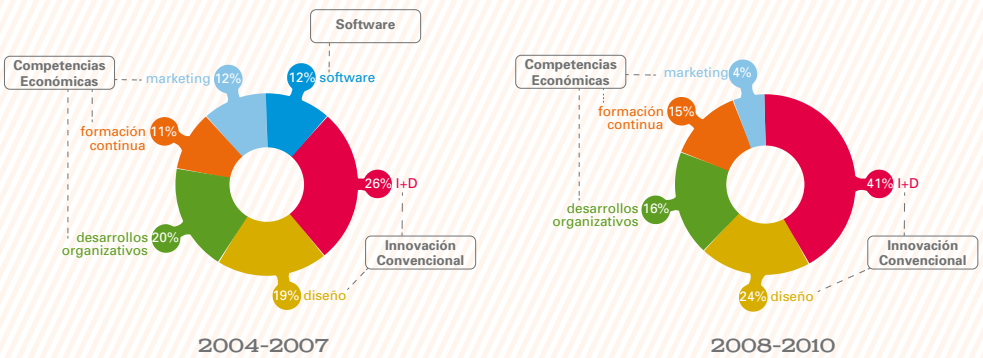 Software
Competencias
Económicas
marketing 12%
12% software
formación
continua
11%
26% I+D
desarrollos
organizativos
20%
Innovación
Convencional
19% diseño
2004-2007
Competencias
Económicas
marketing 4%
formación
continua
15%
41% I+D
desarrollos
organizativos
16%
Innovación
Convencional
24% diseño
2008-2010